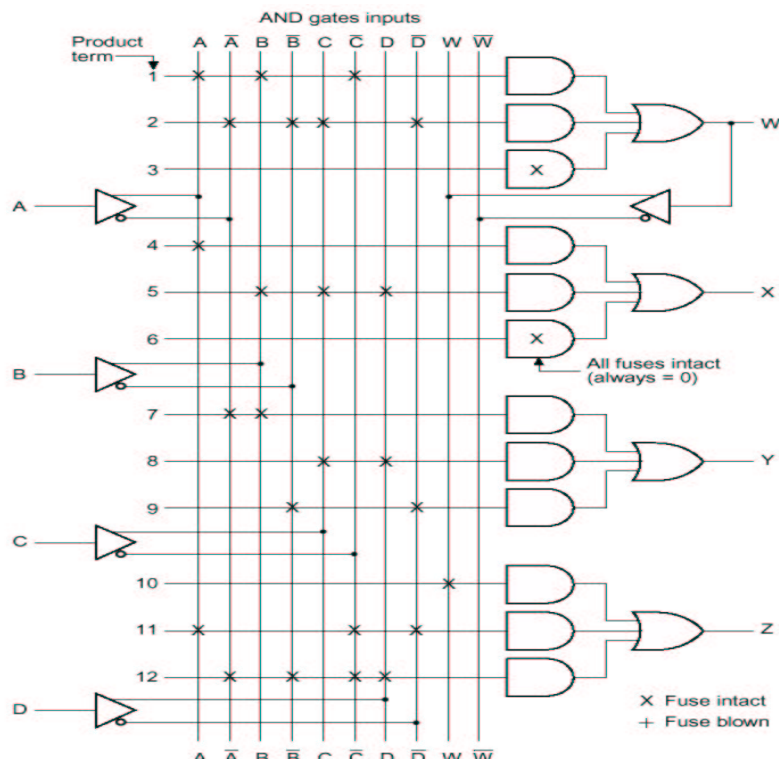 AND gates inputs
Product term
A A̅ B B̅ C C̅ D D̅ W W̅
1
2
W
3
A
4
5
X
6
All fuses intact
(always = 0)
B
7
8
Y
9
C
10
11
Z
12
D
X Fuse intact
+ Fuse blown
A A̅ B B̅ C C̅ D D̅ W W̅